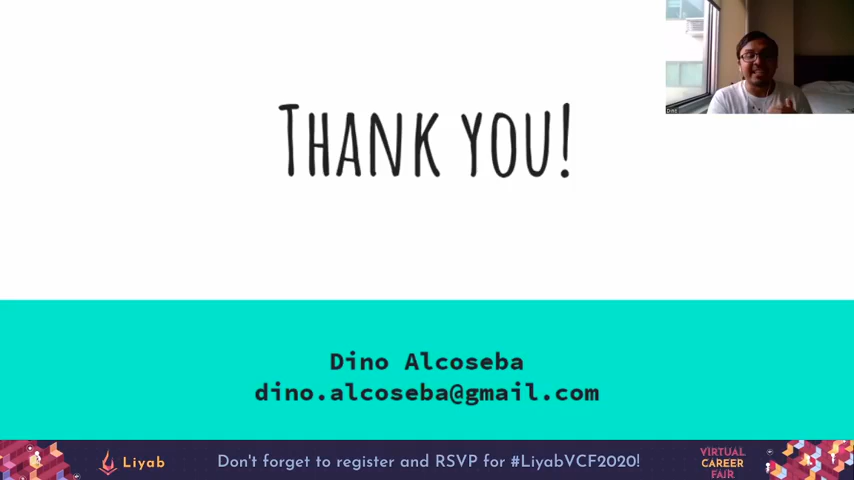 THANK YOU!
Dino
Dino Alcoseba
dino.alcoseba@gmail.com
Liyab
Don't forget to register and RSVP for #LiyabVCF2020!
VIRTUAL
CAREER
FAIR